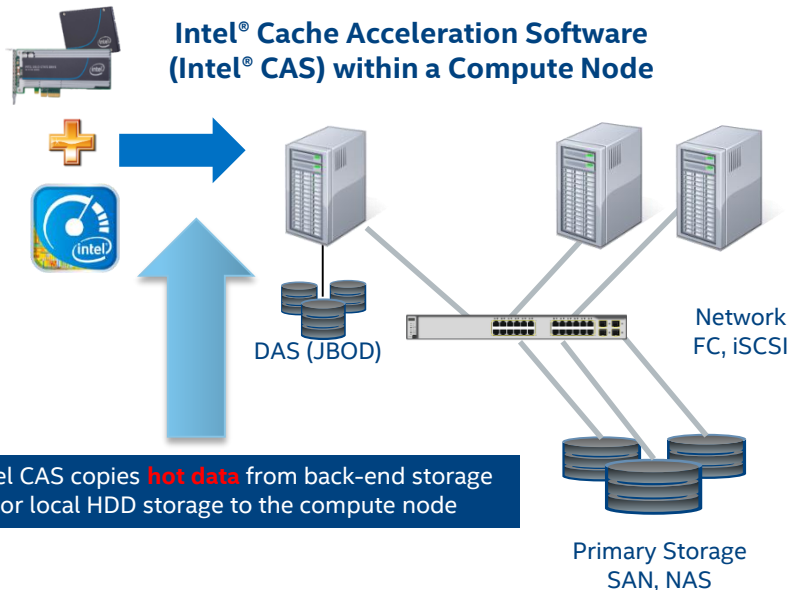 Intel® Cache Acceleration Software
(Intel® CAS) within a Compute Node
intel
DAS (JBOD)
Network
FC, iSCSI
el CAS copies hot data from back-end storage
or local HDD storage to the compute node
Primary Storage
SAN, NAS